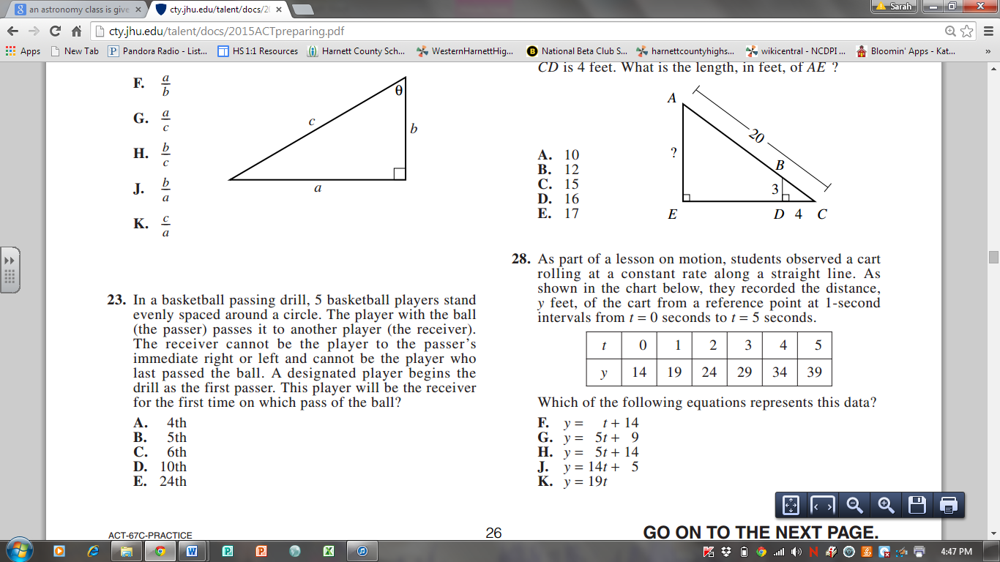 an astronomy class is give
cty.jhu.edu/talent/docs/20
Sarah
cty.jhu.edu/talent/docs/2015ACTpreparing.pdf
Apps New Tab Pandora Radio - List... HS 1:1 Resources Harnett County Sch... WesternHarnettHig... National Beta Club S... harnettcountyhighs... wikicentral - NCDPI ... Bloomin' Apps - Kat... »
F. a/b
G. a/c
H. b/c
J. b/a
K. c/a
θ
c
b
a
23. In a basketball passing drill, 5 basketball players stand
evenly spaced around a circle. The player with the ball
(the passer) passes it to another player (the receiver).
The receiver cannot be the player to the passer's
immediate right or left and cannot be the player who
last passed the ball. A designated player begins the
drill as the first passer. This player will be the receiver
for the first time on which pass of the ball?
A. 4th
B. 5th
C. 6th
D. 10th
E. 24th
CD is 4 feet. What is the length, in feet, of AE ?
A. 10
B. 12
C. 15
D. 16
E. 17
A
20
?
B
3
E D 4 C
28. As part of a lesson on motion, students observed a cart
rolling at a constant rate along a straight line. As
shown in the chart below, they recorded the distance,
y feet, of the cart from a reference point at 1-second
intervals from t = 0 seconds to t = 5 seconds.
t 0 1 2 3 4 5
y 14 19 24 29 34 39
Which of the following equations represents this data?
F. y = t + 14
G. y = 5t + 9
H. y = 5t + 14
J. y = 14t + 5
K. y = 19t
ACT-67C-PRACTICE
26
GO ON TO THE NEXT PAGE.
4:47 PM